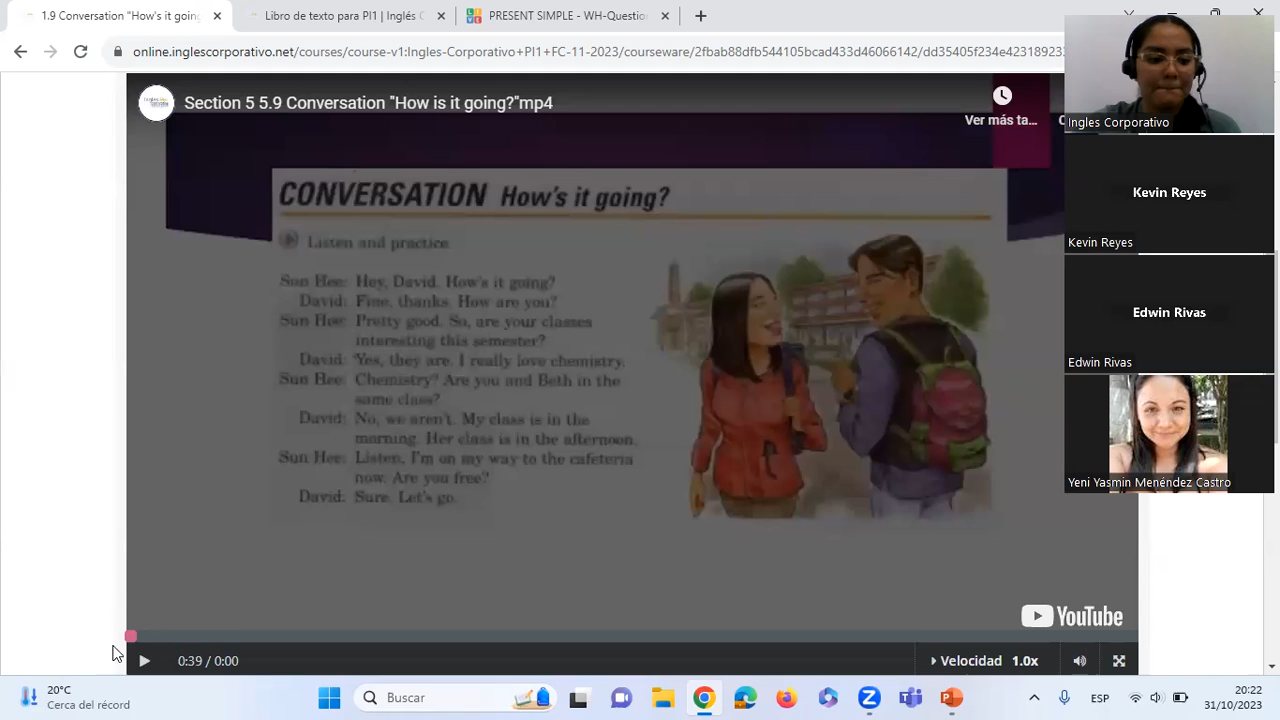 1.9 Conversation "How's it going
Libro de texto para PI1 | Inglés C
LIVE
PRESENT SIMPLE - WH-Questio
online.inglescorporativo.net/courses/course-v1:Ingles-Corporativo+PI1+FC-11-2023/courseware/2fbab88dfb544105bcad433d46066142/dd35405f234e4231892
Section 5 5.9 Conversation "How is it going?"mp4
Ver más ta...
CONVERSATION How's it going?
Listen and practice
Sun Hee: Hey, David. How's it going?
David: Fine, thanks. How are you?
Sun Hee: Pretty good. So, are your classes
interesting this semester?
David: Yes, they are. I really love chemistry.
Sun Hee: Chemistry? Are you and Beth in the
same class?
David: No, we aren't. My class is in the
morning. Her class is in the afternoon.
Sun Hee: Listen, I'm on my way to the cafeteria
now. Are you free?
David: Sure. Let's go.
YouTube
0:39 / 0:00
Velocidad 1.0x
Ingles Corporativo
Kevin Reyes
Kevin Reyes
Edwin Rivas
Edwin Rivas
Yeni Yasmin Menéndez Castro
20°C
Cerca del récord
Buscar
ESP
20:22
31/10/2023